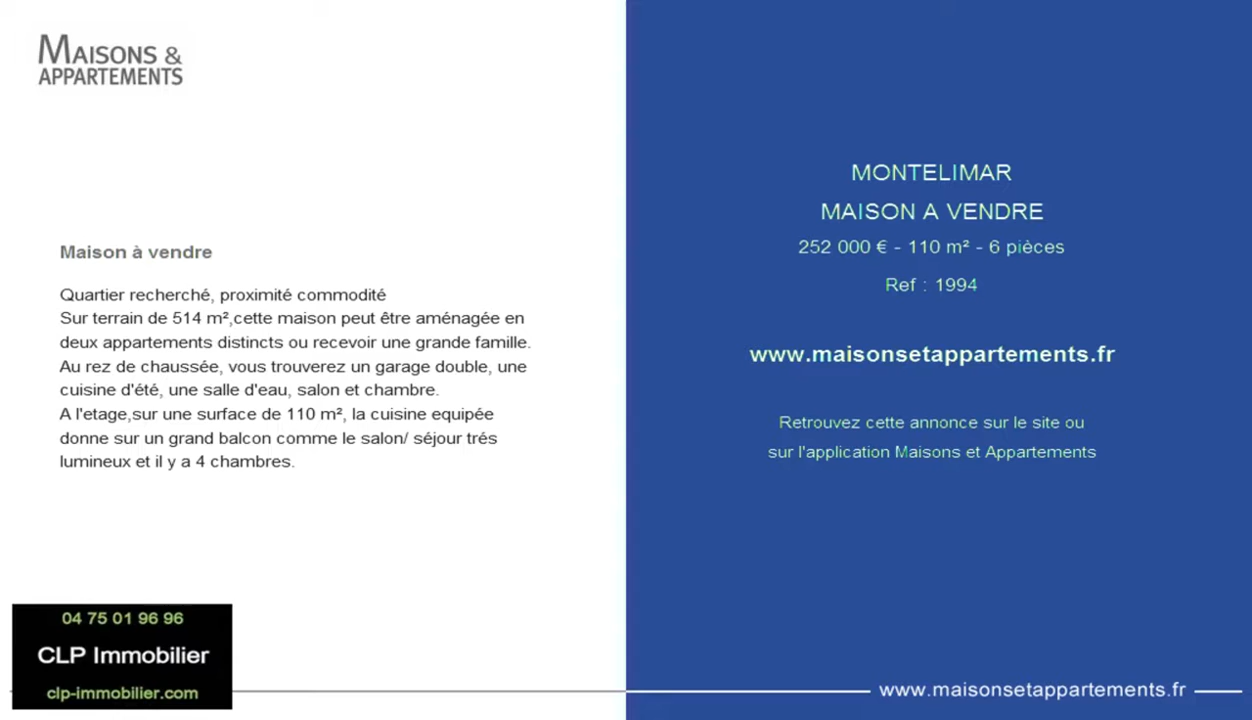 MAISONS &
APPARTEMENTS
Maison à vendre
Quartier recherché, proximité commodité
Sur terrain de 514 m²,cette maison peut être aménagée en
deux appartements distincts ou recevoir une grande famille.
Au rez de chaussée, vous trouverez un garage double, une
cuisine d'été, une salle d'eau, salon et chambre.
A l'etage,sur une surface de 110 m², la cuisine equipée
donne sur un grand balcon comme le salon/ séjour trés
lumineux et il y a 4 chambres.
04 75 01 96 96
CLP Immobilier
clp-immobilier.com
MONTELIMAR
MAISON A VENDRE
252 000 € - 110 m² - 6 pièces
Ref : 1994
www.maisonsetappartements.fr
Retrouvez cette annonce sur le site ou
sur l'application Maisons et Appartements
www.maisonsetappartements.fr